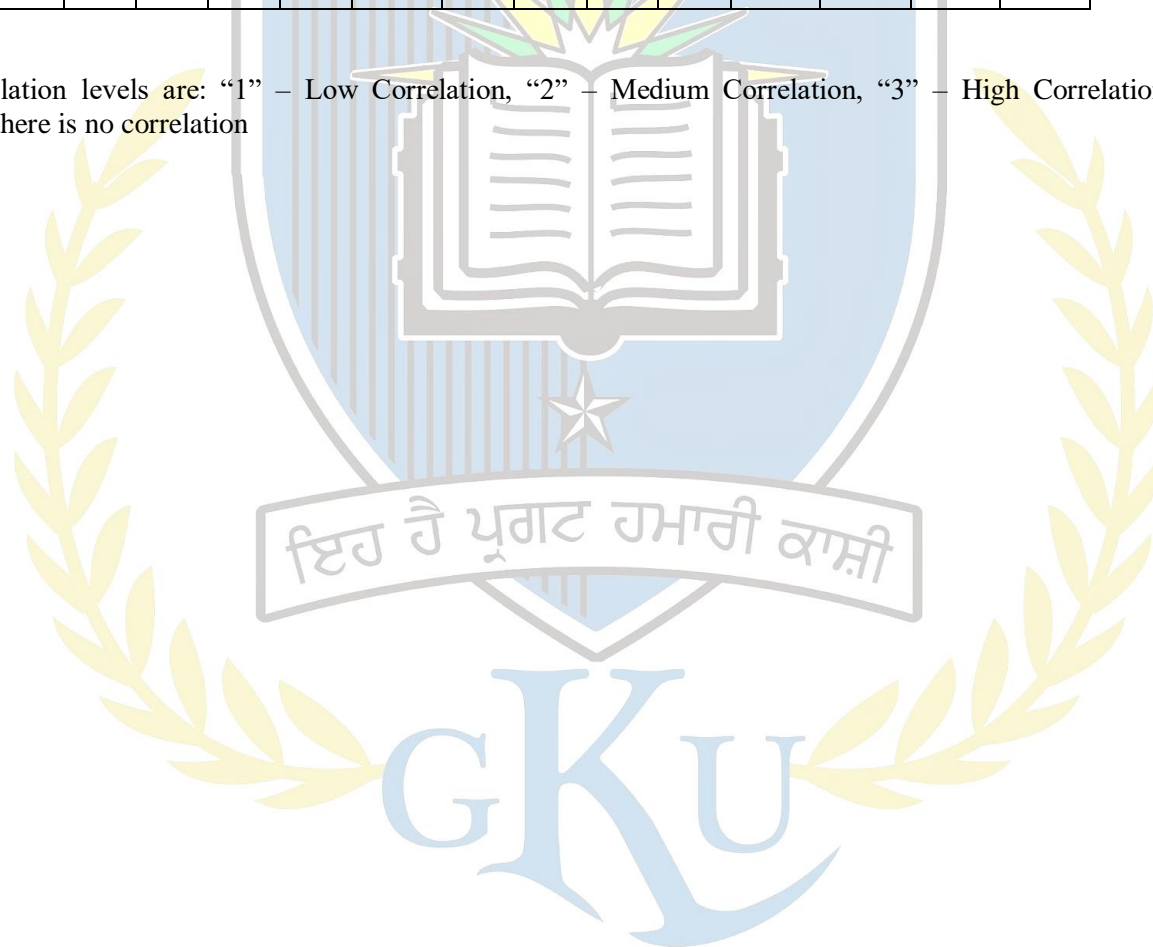 lation levels are: “1” – Low Correlation, “2” – Medium Correlation, “3” – High Correlatio
here is no correlation
ਇਹ ਹੈ ਪ੍ਰਗਟ ਹਮਾਰੀ ਕਾਸ਼ੀ
GKU